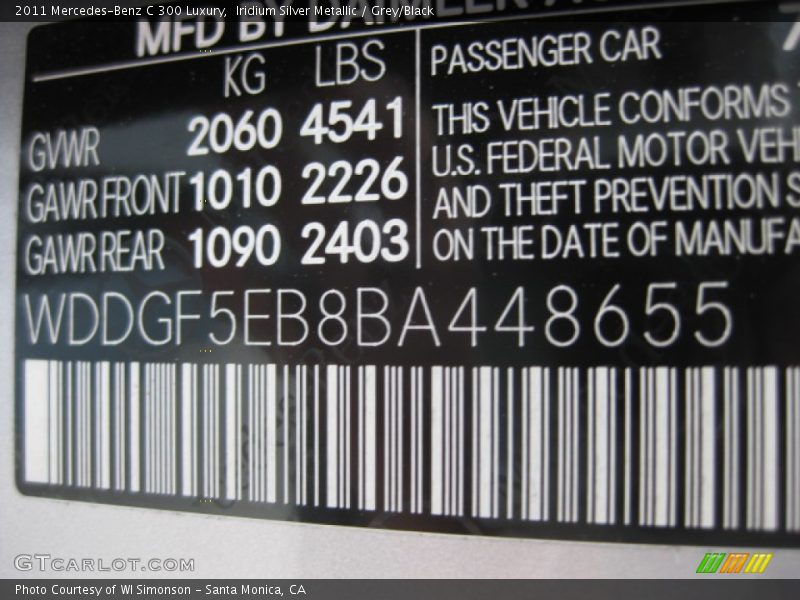 2011 Mercedes-Benz C 300 Luxury,  Iridium Silver Metallic / Grey/Black
MFD BY
KG LBS
GVWR 2060 4541
GAWR FRONT 1010 2226
GAWR REAR 1090 2403
PASSENGER CAR
THIS VEHICLE CONFORMS
U.S. FEDERAL MOTOR VEH
AND THEFT PREVENTION S
ON THE DATE OF MANUFA
WDDGF5EB8BA448655
GTcarlot.com
Photo Courtesy of WI Simonson – Santa Monica, CA